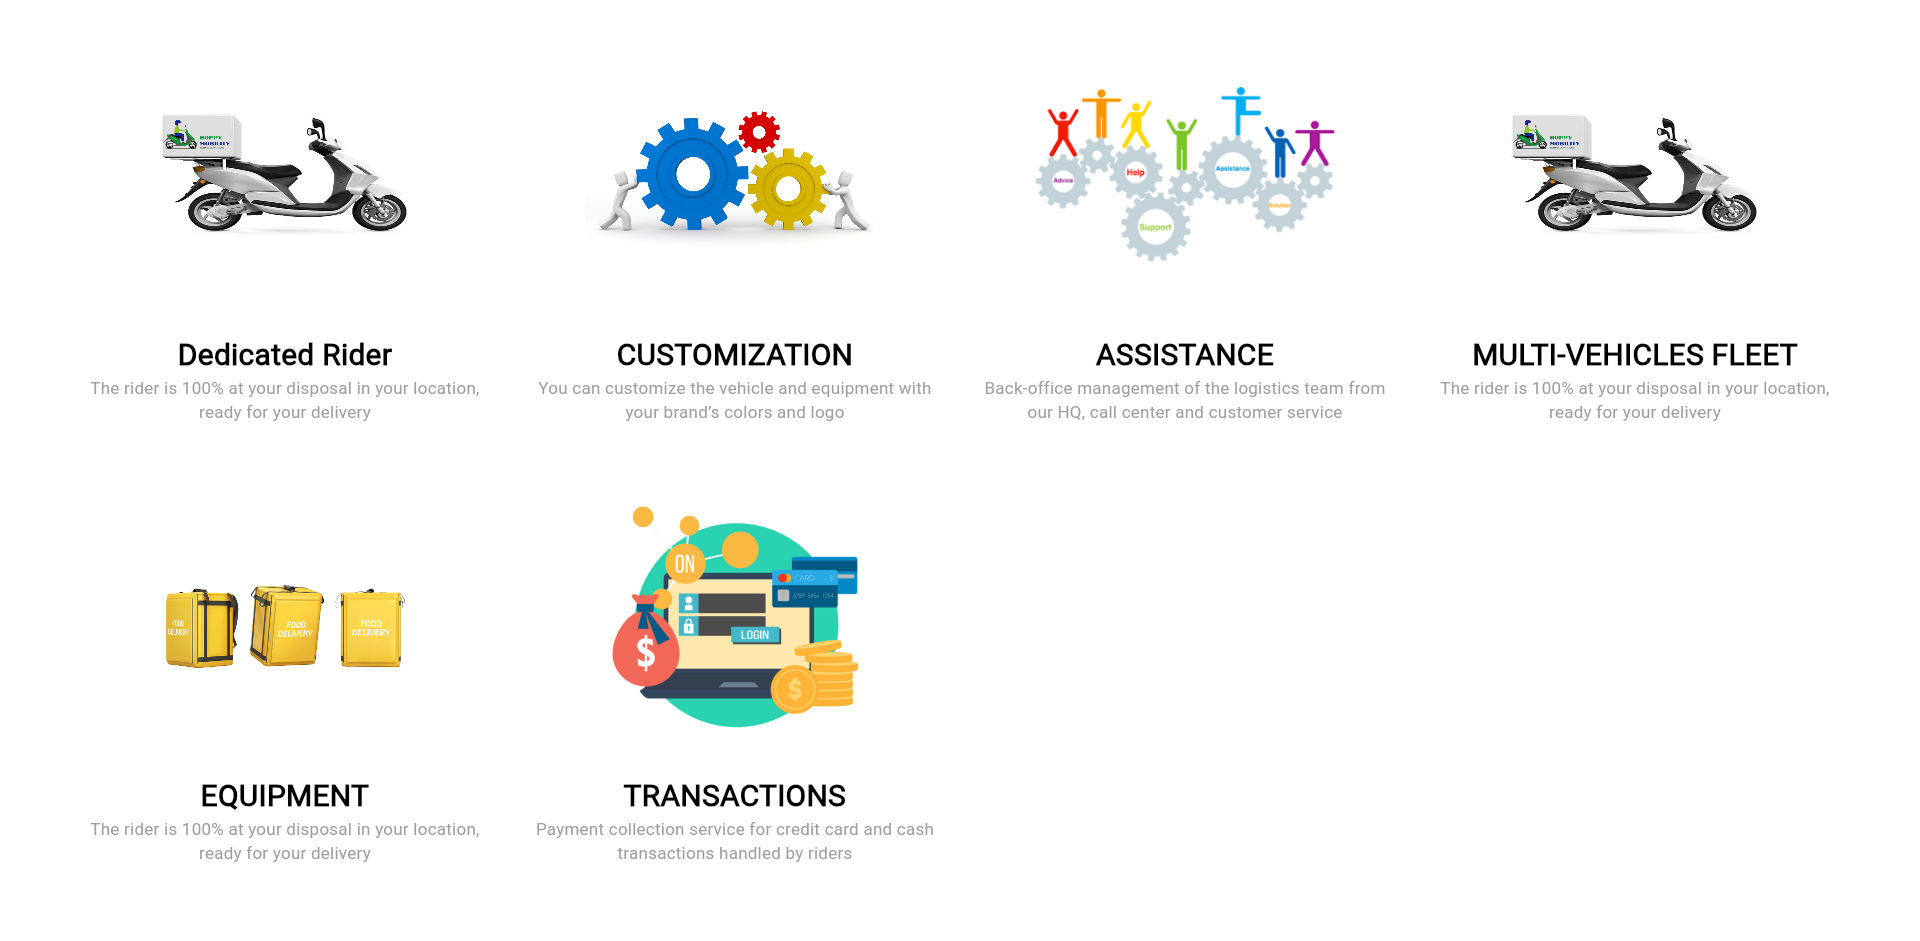 HOPPY
MOBILITY
Advice
Help
Support
Assistance
Solution
HOPPY
MOBILITY
Dedicated Rider
The rider is 100% at your disposal in your location,
ready for your delivery
CUSTOMIZATION
You can customize the vehicle and equipment with
your brand’s colors and logo
ASSISTANCE
Back-office management of the logistics team from
our HQ, call center and customer service
MULTI-VEHICLES FLEET
The rider is 100% at your disposal in your location,
ready for your delivery
FOOD
DELIVERY
FOOD
DELIVERY
FOOD
DELIVERY
ON
CARD $
LOGIN
$
$
EQUIPMENT
The rider is 100% at your disposal in your location,
ready for your delivery
TRANSACTIONS
Payment collection service for credit card and cash
transactions handled by riders